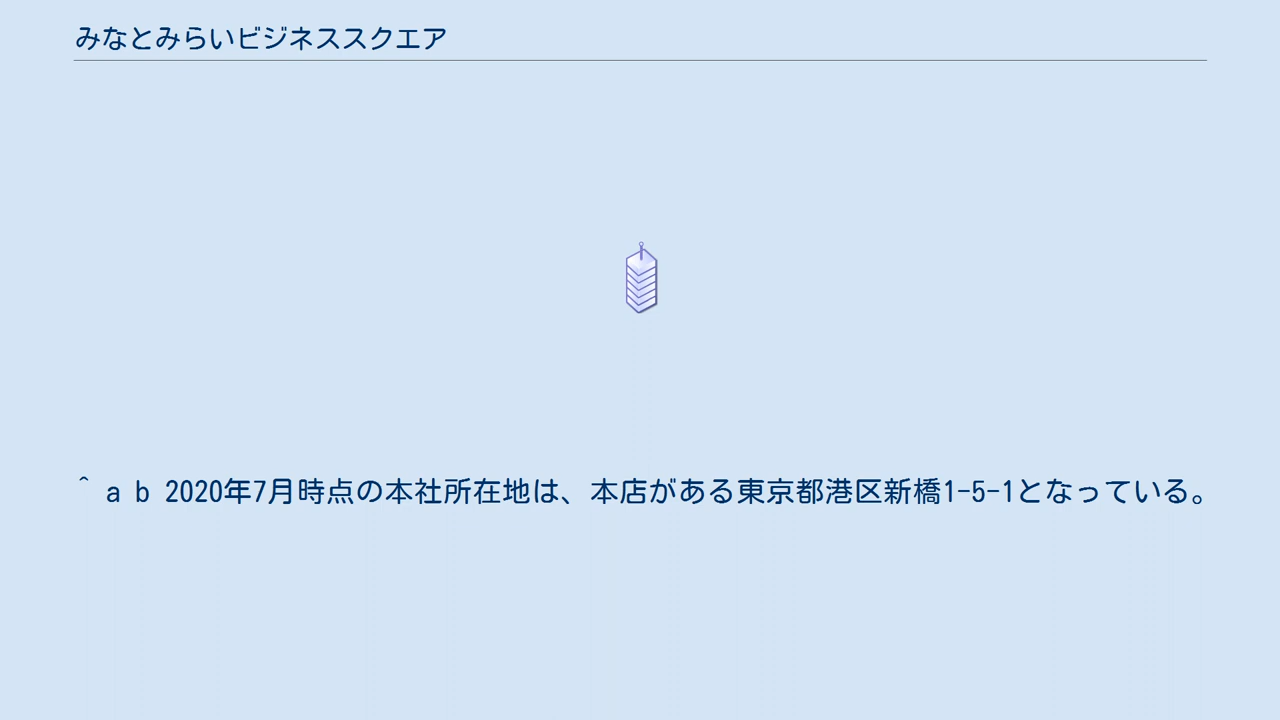 みなとみらいビジネススクエア
^ a b 2020年7月時点の本社所在地は、本店がある東京都港区新橋1-5-1となっている。